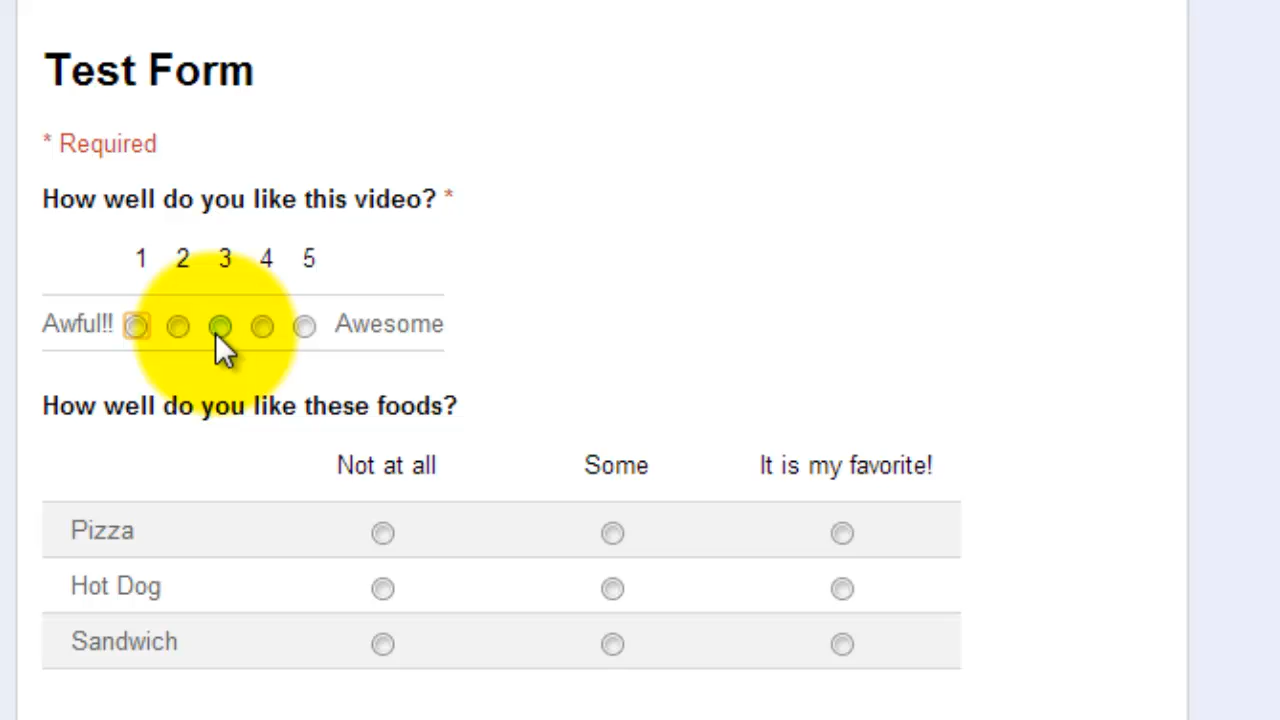 Test Form
* Required
How well do you like this video? *
1 2 3 4 5
Awful!! Awesome
How well do you like these foods?
Not at all Some It is my favorite!
Pizza
Hot Dog
Sandwich